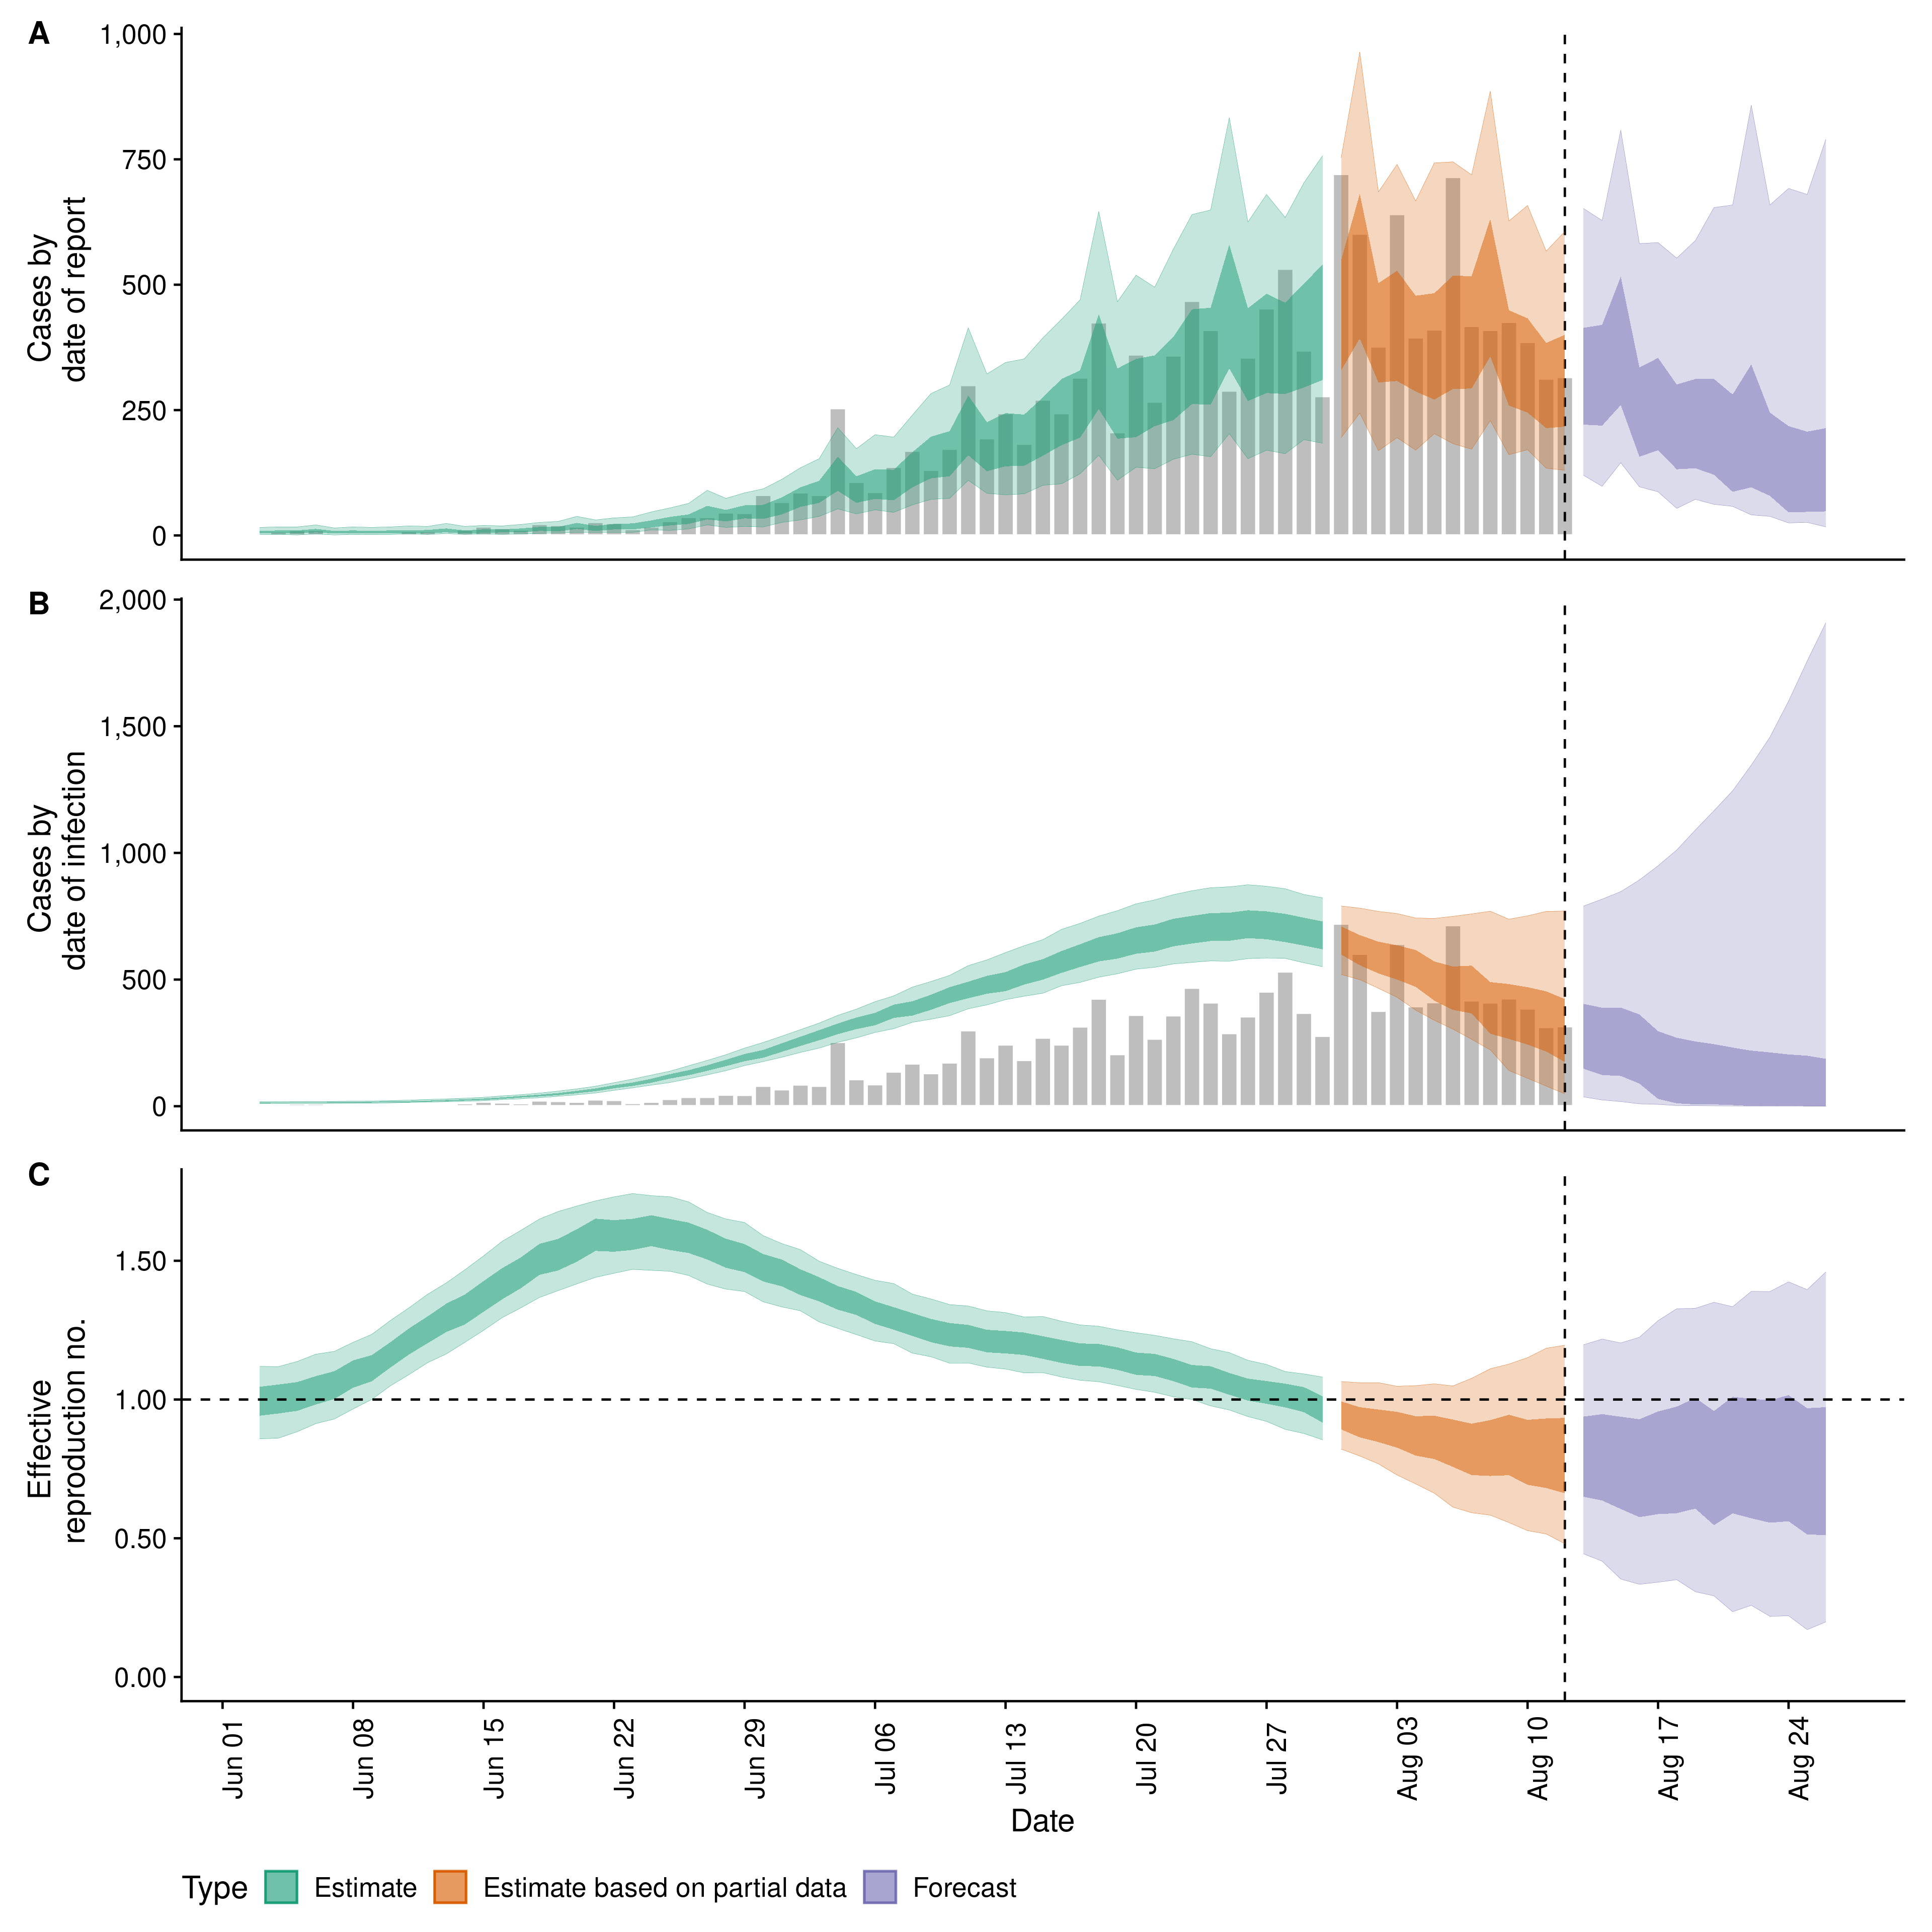 A
Cases by
date of report
1,000
750
500
250
0
B
Cases by
date of infection
2,000
1,500
1,000
500
0
C
Effective
reproduction no.
1.50
1.00
0.50
0.00
Jun 01
Jun 08
Jun 15
Jun 22
Jun 29
Jul 06
Jul 13
Jul 20
Jul 27
Aug 03
Aug 10
Aug 17
Aug 24
Date
Type Estimate Estimate based on partial data Forecast